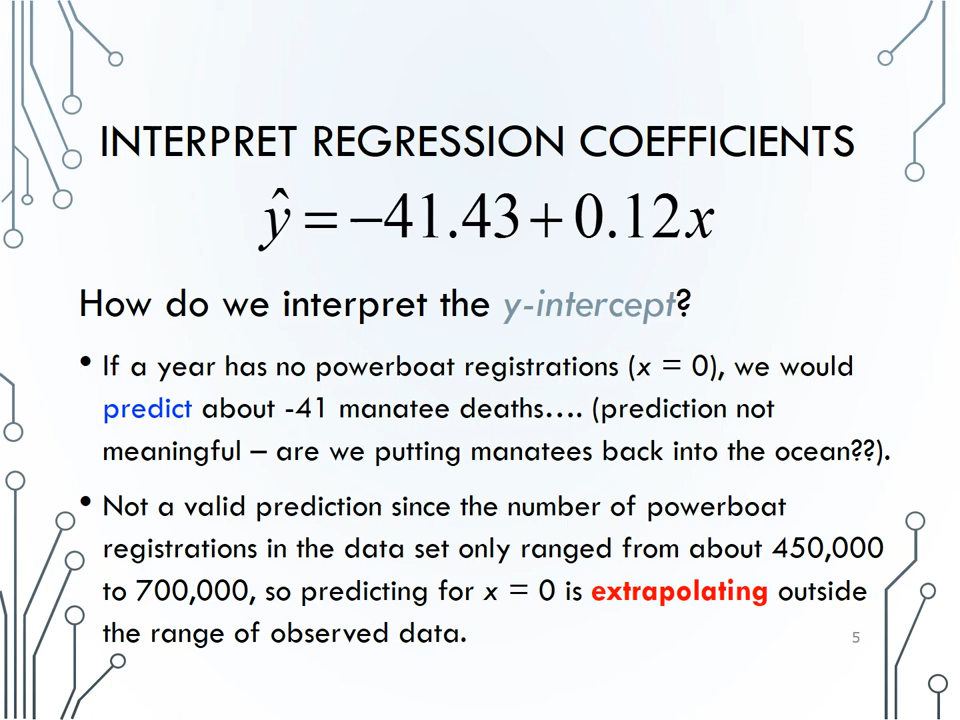 INTERPRET REGRESSION COEFFICIENTS
ŷ = −41.43 + 0.12x
How do we interpret the y-intercept?
• If a year has no powerboat registrations (x = 0), we would
predict about -41 manatee deaths…. (prediction not
meaningful – are we putting manatees back into the ocean??).
• Not a valid prediction since the number of powerboat
registrations in the data set only ranged from about 450,000
to 700,000, so predicting for x = 0 is extrapolating outside
the range of observed data.
5